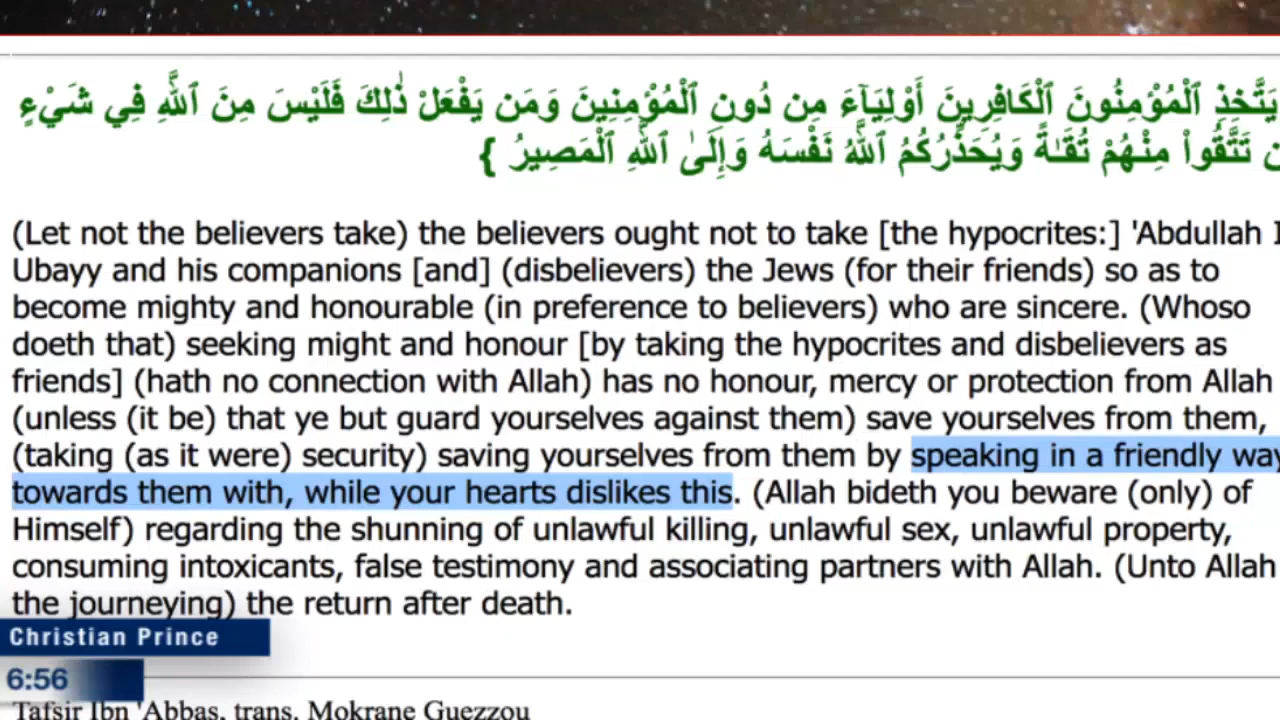 يَتَّخِذِ ٱلْمُؤْمِنُونَ ٱلْكَافِرِينَ أَوْلِيَآءَ مِن دُونِ ٱلْمُؤْمِنِينَ وَمَن يَفْعَلْ ذٰلِكَ فَلَيْسَ مِنَ ٱللَّهِ فِي شَيْءٍ
تَتَّقُواْ مِنْهُمْ تُقَـٰةً وَيُحَذِّرُكُمُ ٱللَّهُ نَفْسَهُ وَإِلَىٰ ٱللَّهِ ٱلْمَصِيرُ }
(Let not the believers take) the believers ought not to take [the hypocrites:] 'Abdullah
Ubayy and his companions [and] (disbelievers) the Jews (for their friends) so as to
become mighty and honourable (in preference to believers) who are sincere. (Whoso
doeth that) seeking might and honour [by taking the hypocrites and disbelievers as
friends] (hath no connection with Allah) has no honour, mercy or protection from Allah
(unless (it be) that ye but guard yourselves against them) save yourselves from them,
(taking (as it were) security) saving yourselves from them by speaking in a friendly way
towards them with, while your hearts dislikes this. (Allah bideth you beware (only) of
Himself) regarding the shunning of unlawful killing, unlawful sex, unlawful property,
consuming intoxicants, false testimony and associating partners with Allah. (Unto Allah
the journeying) the return after death.
Christian Prince
6:56
Tafsir Ibn 'Abbas, trans. Mokrane Guezzou